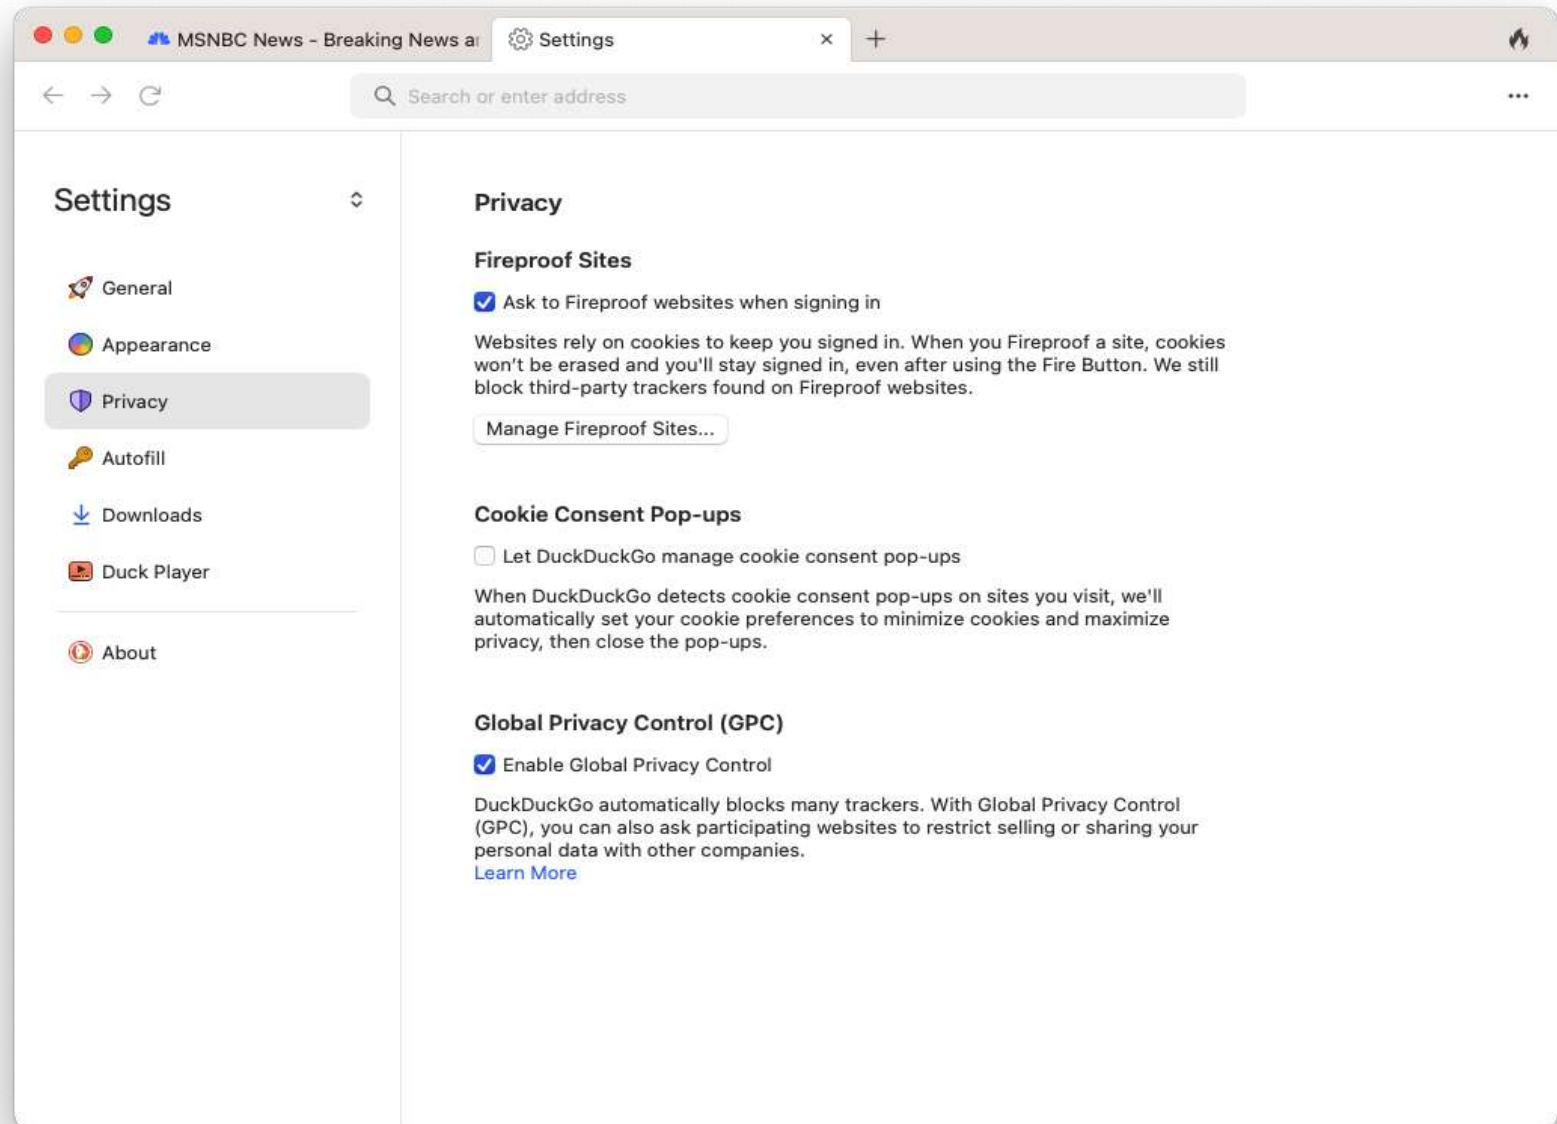 MSNBC News - Breaking News a
Settings
Search or enter address
Settings
General
Appearance
Privacy
Autofill
Downloads
Duck Player
About
Privacy
Fireproof Sites
Ask to Fireproof websites when signing in
Websites rely on cookies to keep you signed in. When you Fireproof a site, cookies
won’t be erased and you'll stay signed in, even after using the Fire Button. We still
block third-party trackers found on Fireproof websites.
Manage Fireproof Sites...
Cookie Consent Pop-ups
Let DuckDuckGo manage cookie consent pop-ups
When DuckDuckGo detects cookie consent pop-ups on sites you visit, we'll
automatically set your cookie preferences to minimize cookies and maximize
privacy, then close the pop-ups.
Global Privacy Control (GPC)
Enable Global Privacy Control
DuckDuckGo automatically blocks many trackers. With Global Privacy Control
(GPC), you can also ask participating websites to restrict selling or sharing your
personal data with other companies.
Learn More